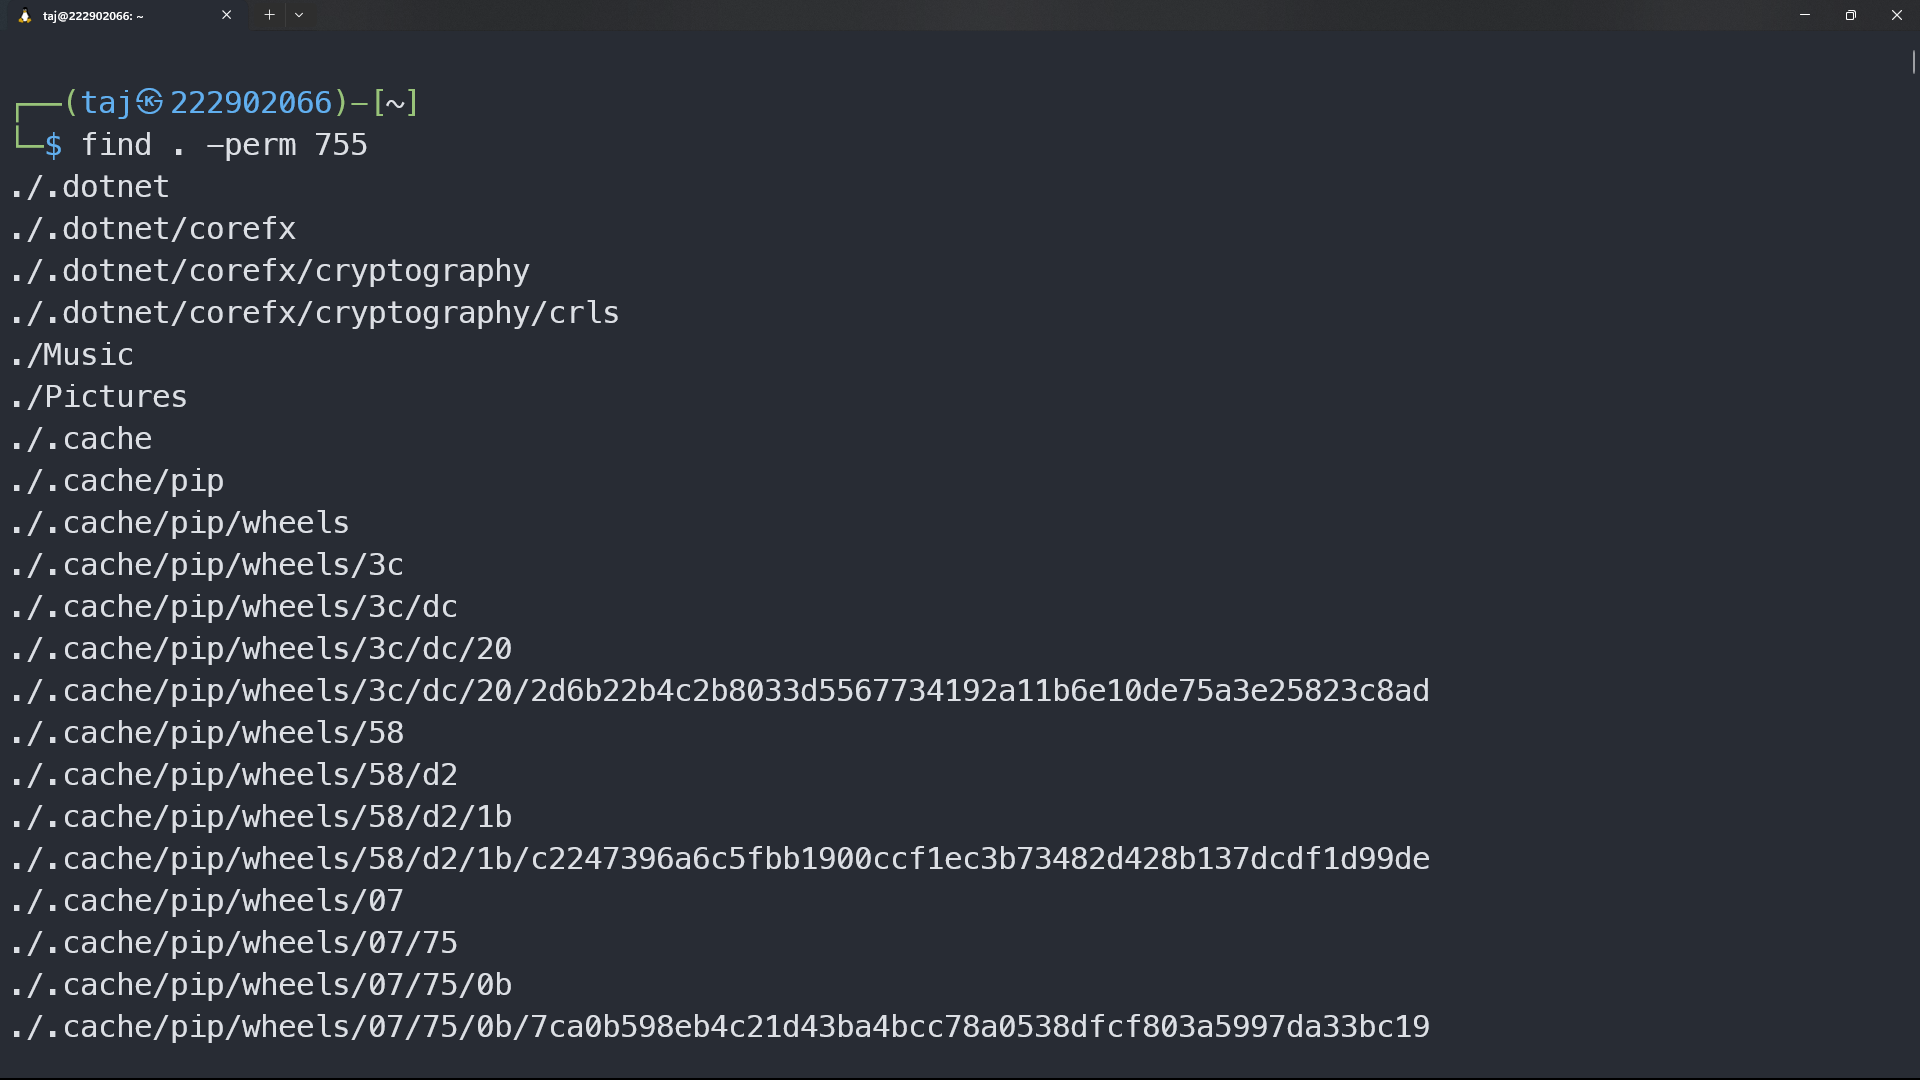 taj@222902066: ~
┌──(taj㉿222902066)-[~]
└─$ find . -perm 755
./.dotnet
./.dotnet/corefx
./.dotnet/corefx/cryptography
./.dotnet/corefx/cryptography/crls
./Music
./Pictures
./.cache
./.cache/pip
./.cache/pip/wheels
./.cache/pip/wheels/3c
./.cache/pip/wheels/3c/dc
./.cache/pip/wheels/3c/dc/20
./.cache/pip/wheels/3c/dc/20/2d6b22b4c2b8033d5567734192a11b6e10de75a3e25823c8ad
./.cache/pip/wheels/58
./.cache/pip/wheels/58/d2
./.cache/pip/wheels/58/d2/1b
./.cache/pip/wheels/58/d2/1b/c2247396a6c5fbb1900ccf1ec3b73482d428b137dcdf1d99de
./.cache/pip/wheels/07
./.cache/pip/wheels/07/75
./.cache/pip/wheels/07/75/0b
./.cache/pip/wheels/07/75/0b/7ca0b598eb4c21d43ba4bcc78a0538dfcf803a5997da33bc19